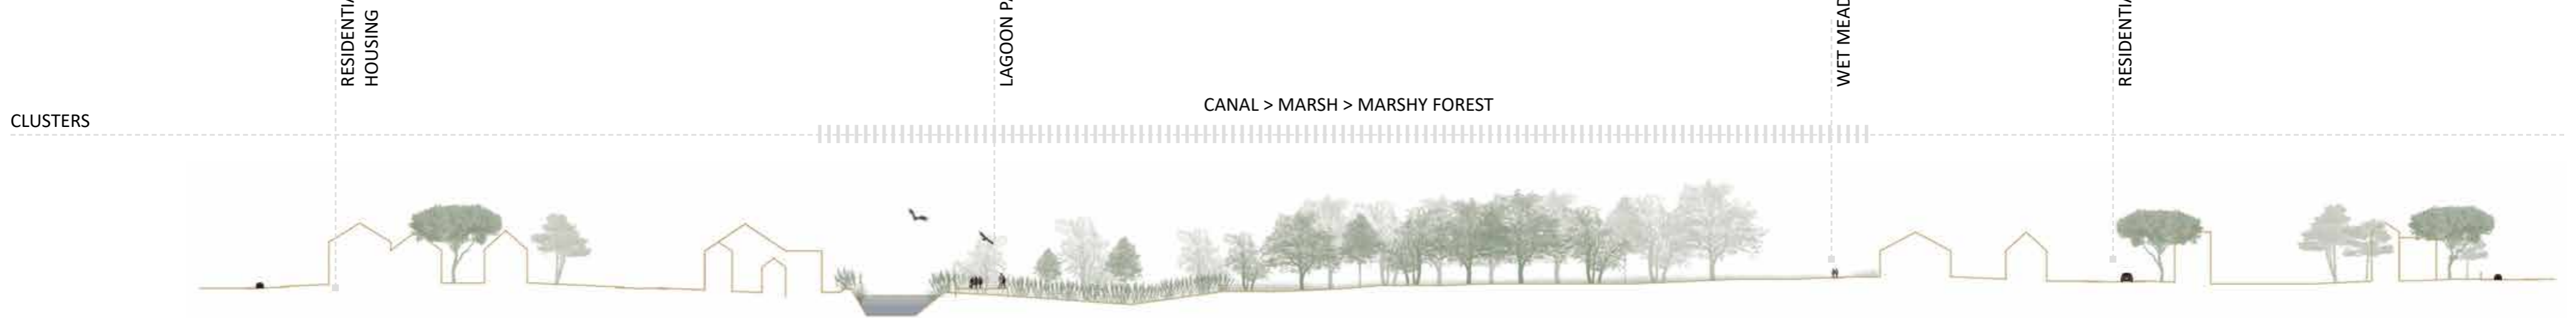 RESIDENTIA
HOUSING
LAGOON PA
WET MEAD
RESIDENTIA
CANAL > MARSH > MARSHY FOREST
CLUSTERS